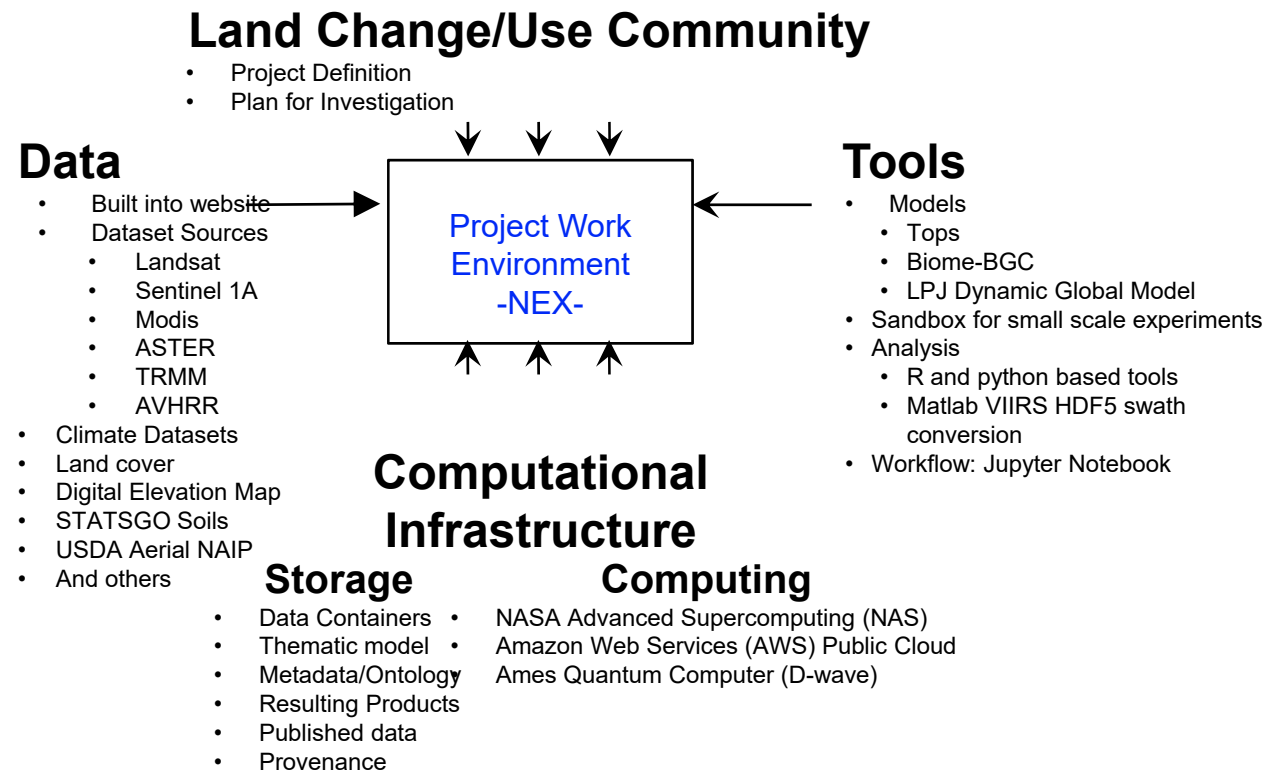 Land Change/Use Community
• Project Definition
• Plan for Investigation
Data
• Built into website
• Dataset Sources
• Landsat
• Sentinel 1A
• Modis
• ASTER
• TRMM
• AVHRR
• Climate Datasets
• Land cover
• Digital Elevation Map
• STATSGO Soils
• USDA Aerial NAIP
• And others
Project Work
Environment
-NEX-
Tools
• Models
• Tops
• Biome-BGC
• LPJ Dynamic Global Model
• Sandbox for small scale experiments
• Analysis
• R and python based tools
• Matlab VIIRS HDF5 swath
conversion
• Workflow: Jupyter Notebook
Computational
Infrastructure
Storage
• Data Containers
• Thematic model
• Metadata/Ontology
• Resulting Products
• Published data
• Provenance
Computing
• NASA Advanced Supercomputing (NAS)
• Amazon Web Services (AWS) Public Cloud
• Ames Quantum Computer (D-wave)